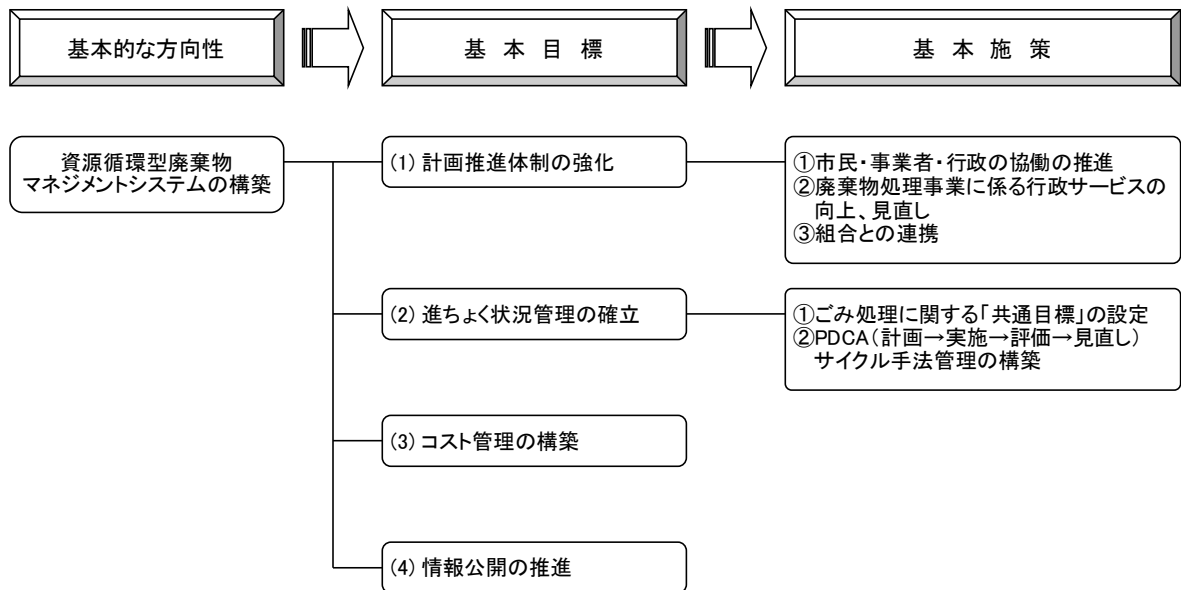 基本的な方向性
基 本 目 標
基 本 施 策
資源循環型廃棄物
マネジメントシステムの構築
(1) 計画推進体制の強化
①市民・事業者・行政の協働の推進
②廃棄物処理事業に係る行政サービスの
向上、見直し
③組合との連携
(2) 進ちょく状況管理の確立
①ごみ処理に関する「共通目標」の設定
②PDCA(計画→実施→評価→見直し)
サイクル手法管理の構築
(3) コスト管理の構築
(4) 情報公開の推進